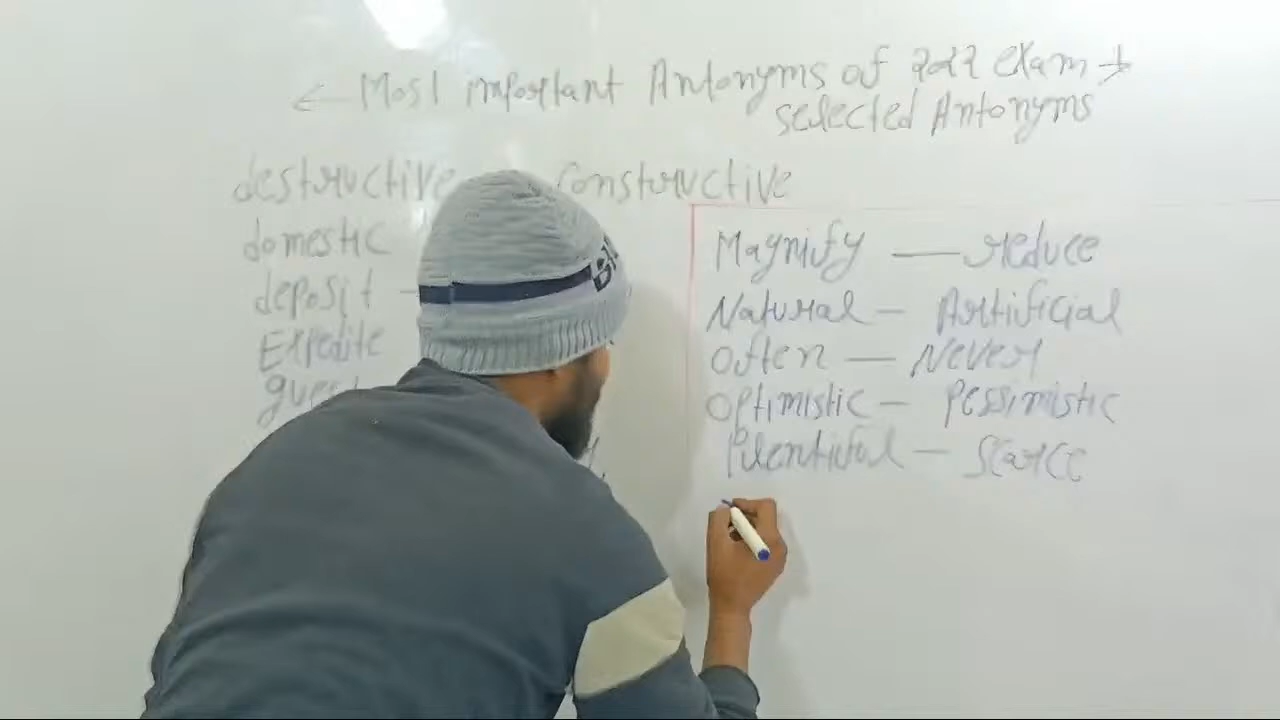 ← Most important Antonyms of 2022 exam →
selected Antonyms
destructive constructive
domestic
deposit -
Expedite
Magnify — reduce
Natural - Artificial
Often — Never
Optimistic - Pessimistic
Plentiful - Scarce